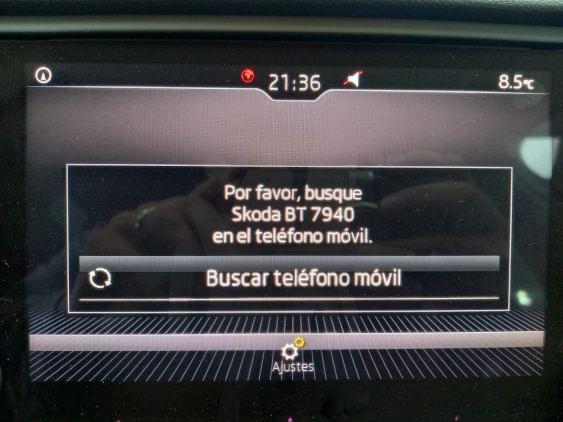 21:36
8.5°C
Por favor, busque
Skoda BT 7940
en el teléfono móvil.
Buscar teléfono móvil
Ajustes